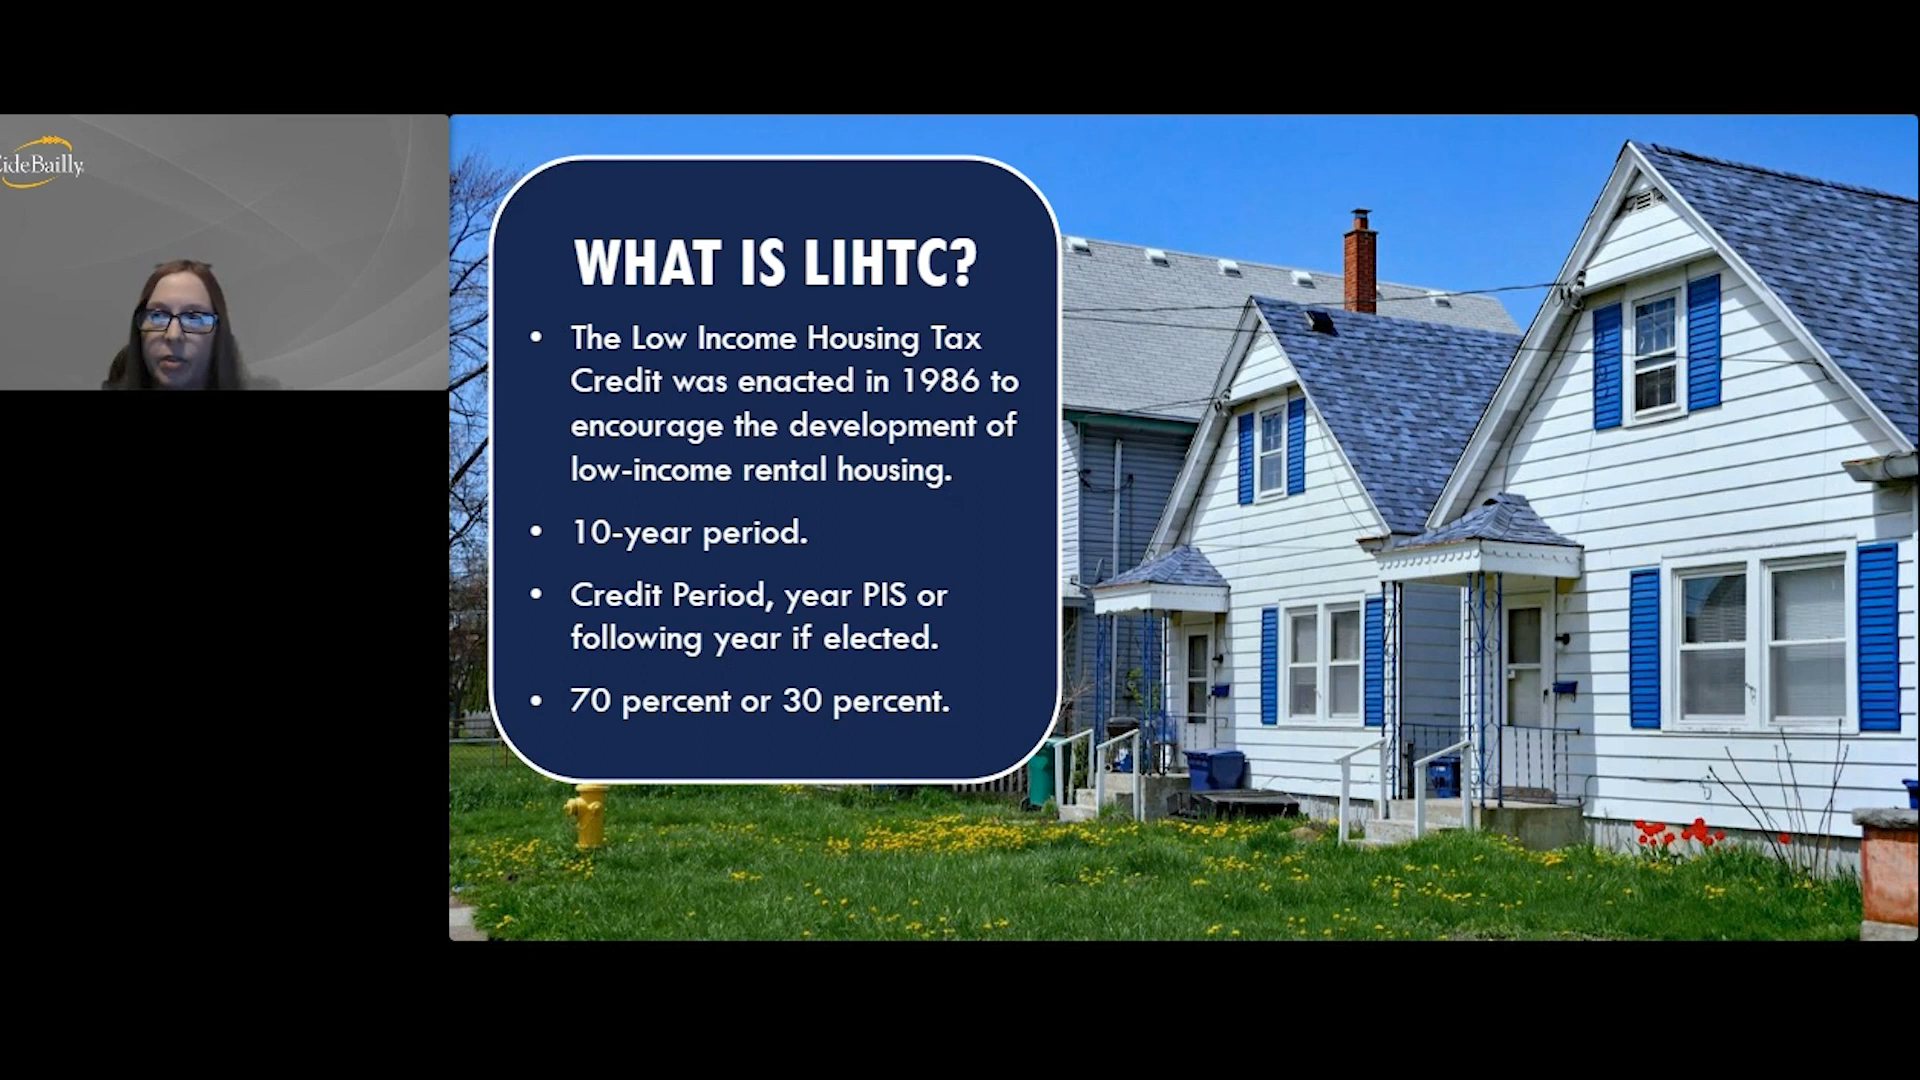 EideBailly
WHAT IS LIHTC?
• The Low Income Housing Tax
Credit was enacted in 1986 to
encourage the development of
low-income rental housing.
• 10-year period.
• Credit Period, year PIS or
following year if elected.
• 70 percent or 30 percent.